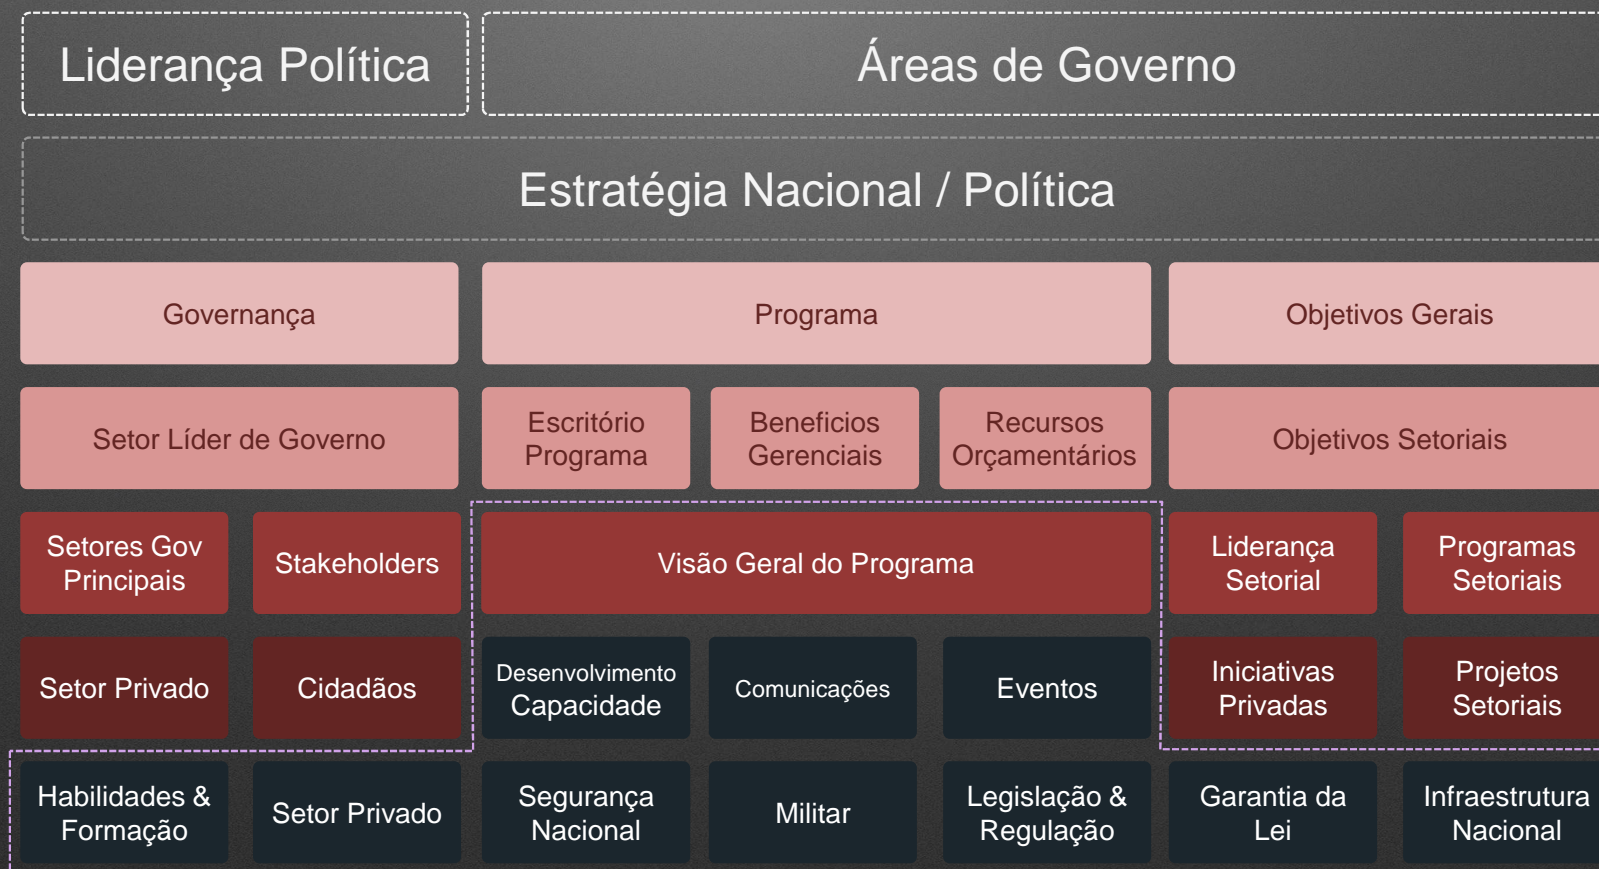 Liderança Política
Áreas de Governo
Estratégia Nacional / Política
Governança
Programa
Objetivos Gerais
Setor Líder de Governo
Escritório
Programa
Beneficios
Gerenciais
Recursos
Orçamentários
Objetivos Setoriais
Setores Gov
Principais
Stakeholders
Visão Geral do Programa
Liderança
Setorial
Programas
Setoriais
Setor Privado
Cidadãos
Desenvolvimento
Capacidade
Comunicações
Eventos
Iniciativas
Privadas
Projetos
Setoriais
Habilidades &
Formação
Setor Privado
Segurança
Nacional
Militar
Legislação &
Regulação
Garantia da
Lei
Infraestrutura
Nacional